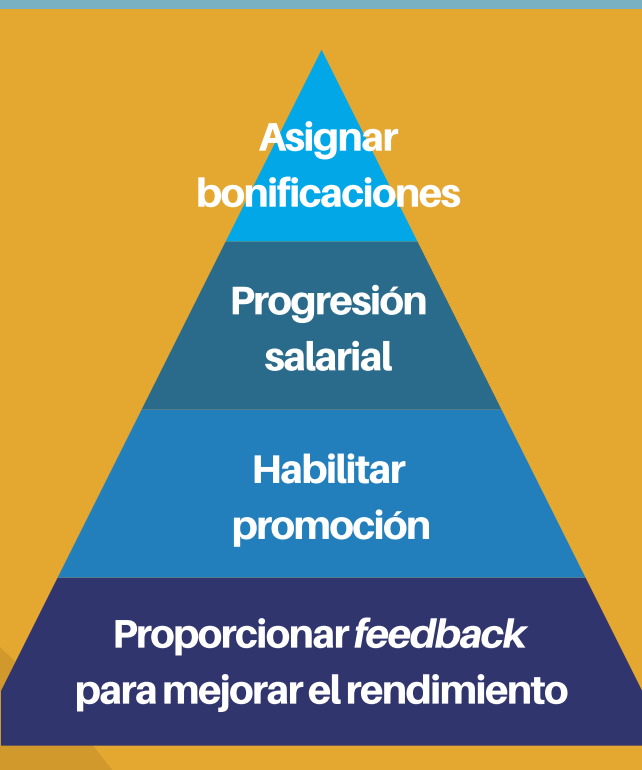 Asignar
bonificaciones
Progresión
salarial
Habilitar
promoción
Proporcionar feedback
para mejorar el rendimiento